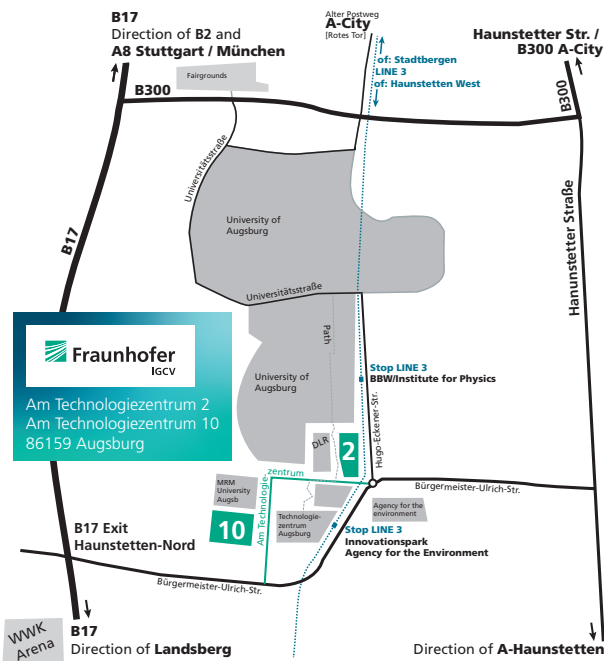 B17
Direction of B2 and
A8 Stuttgart / München
Alter Postweg
A-City
[Rotes Tor]
Haunstetter Str. /
B300 A-City
of: Stadtbergen
LINE 3
of: Haunstetten West
Fairgrounds
B300
B300
Universitätsstraße
University of
Augsburg
Hanunstetter Straße
B17
Universitätsstraße
Path
Fraunhofer
IGCV
Am Technologiezentrum 2
Am Technologiezentrum 10
86159 Augsburg
Stop LINE 3
BBW/Institute for Physics
University of
Augsburg
Hugo-Eckener-Str.
DLR
2
Am Technologie-
zentrum
MRM
University
Augsb
10
Bürgermeister-Ulrich-Str.
Agency for the
environment
Technologie-
zentrum
Augsburg
Stop LINE 3
Innovationspark
Agency for the Environment
B17 Exit
Haunstetten-Nord
Bürgermeister-Ulrich-Str.
WWK
Arena
B17
Direction of Landsberg
Direction of A-Haunstetten